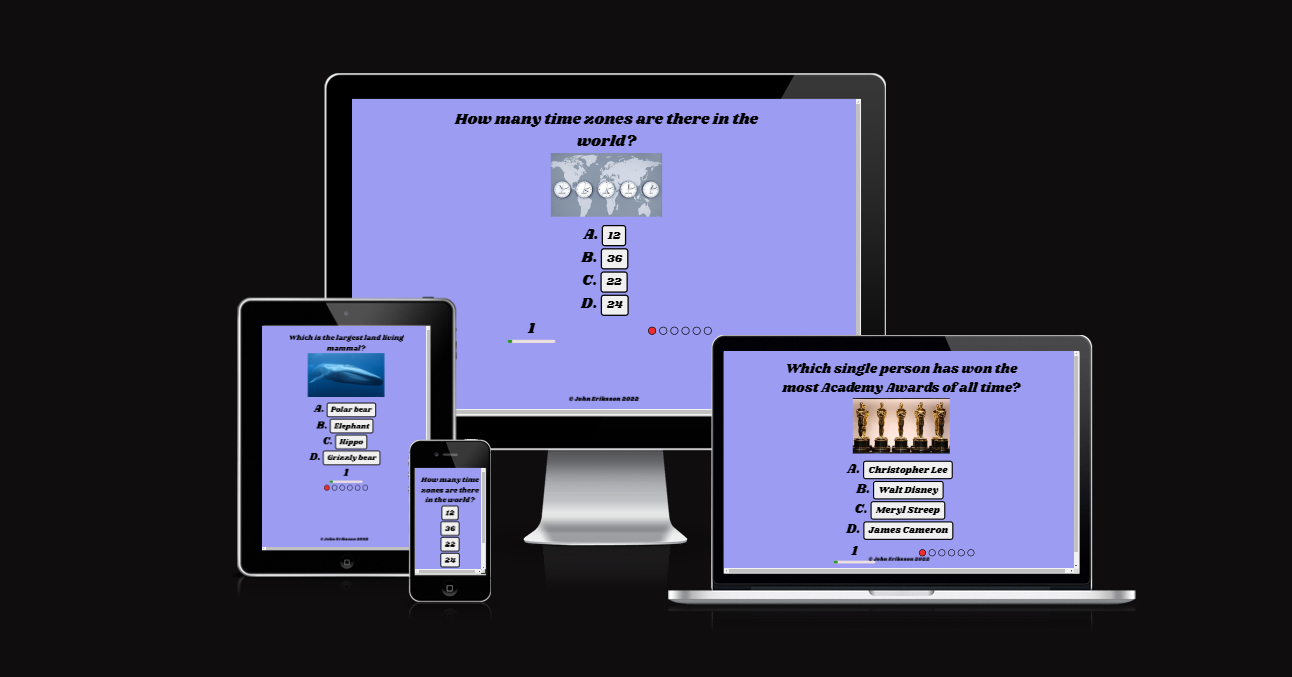 How many time zones are there in the
world?
A. 12
B. 36
C. 22
D. 24
1
© John Eriksson 2022
Which is the largest land living
mammal?
A. Polar bear
B. Elephant
C. Hippo
D. Grizzly bear
1
© John Eriksson 2022
How many time
zones are there
in the world?
12
36
22
24
Which single person has won the
most Academy Awards of all time?
A. Christopher Lee
B. Walt Disney
C. Meryl Streep
D. James Cameron
1
© John Eriksson 2022